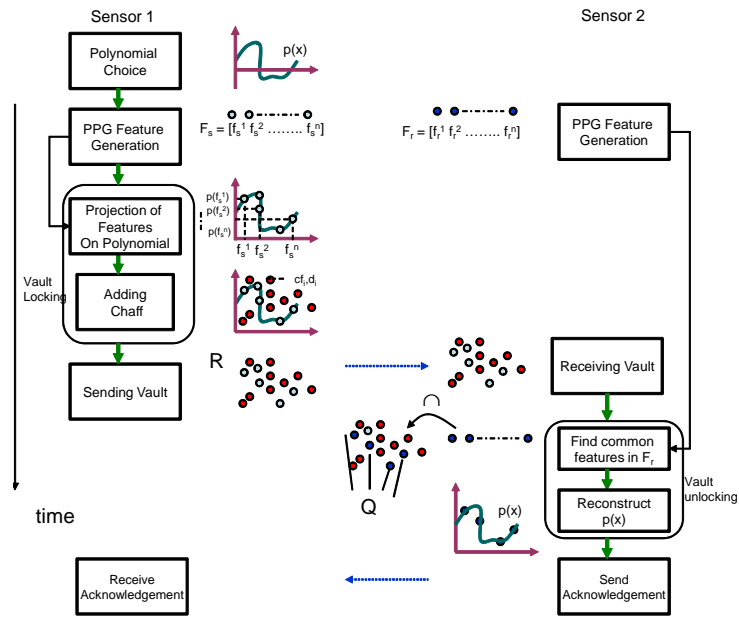 Sensor 1
Sensor 2
Polynomial
Choice
p(x)
PPG Feature
Generation
F_s = [f_s^1 f_s^2 ........ f_s^n]
F_r = [f_r^1 f_r^2 ........ f_r^n]
PPG Feature
Generation
Projection of
Features
On Polynomial
p(f_s^1)
p(f_s^2)
p(f_s^n)
f_s^1 f_s^2 f_s^n
Vault
Locking
Adding
Chaff
cf_i,d_i
R
Sending Vault
Receiving Vault
∩
Find common
features in F_r
Q
Vault
unlocking
Reconstruct
p(x)
p(x)
time
Receive
Acknowledgement
Send
Acknowledgement